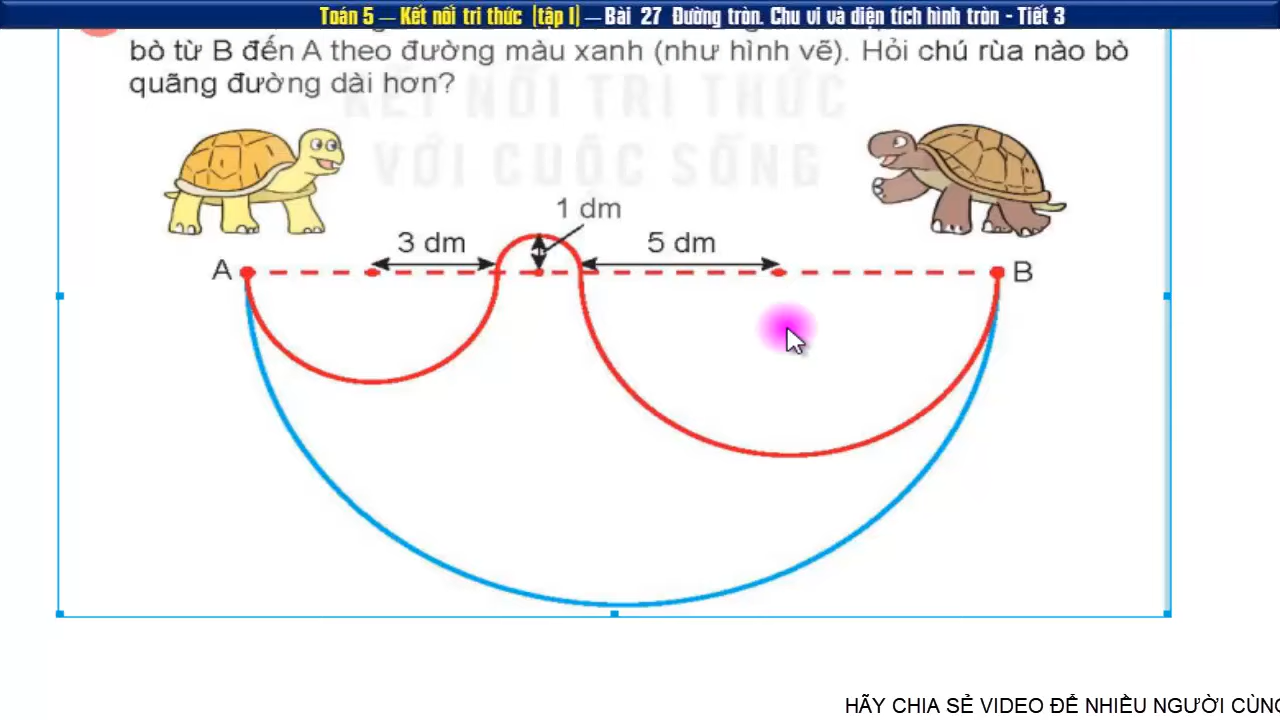 Toán 5 – Kết nối tri thức (tập 1) – Bài 27 Đường tròn. Chu vi và diện tích hình tròn - Tiết 3
bò từ B đến A theo đường màu xanh (như hình vẽ). Hỏi chú rùa nào bò
quãng đường dài hơn?
KẾT NỐI TRI THỨC
VỚI CUỘC SỐNG
1 dm
3 dm
5 dm
A
B
HÃY CHIA SẺ VIDEO ĐỂ NHIỀU NGƯỜI CÙNG